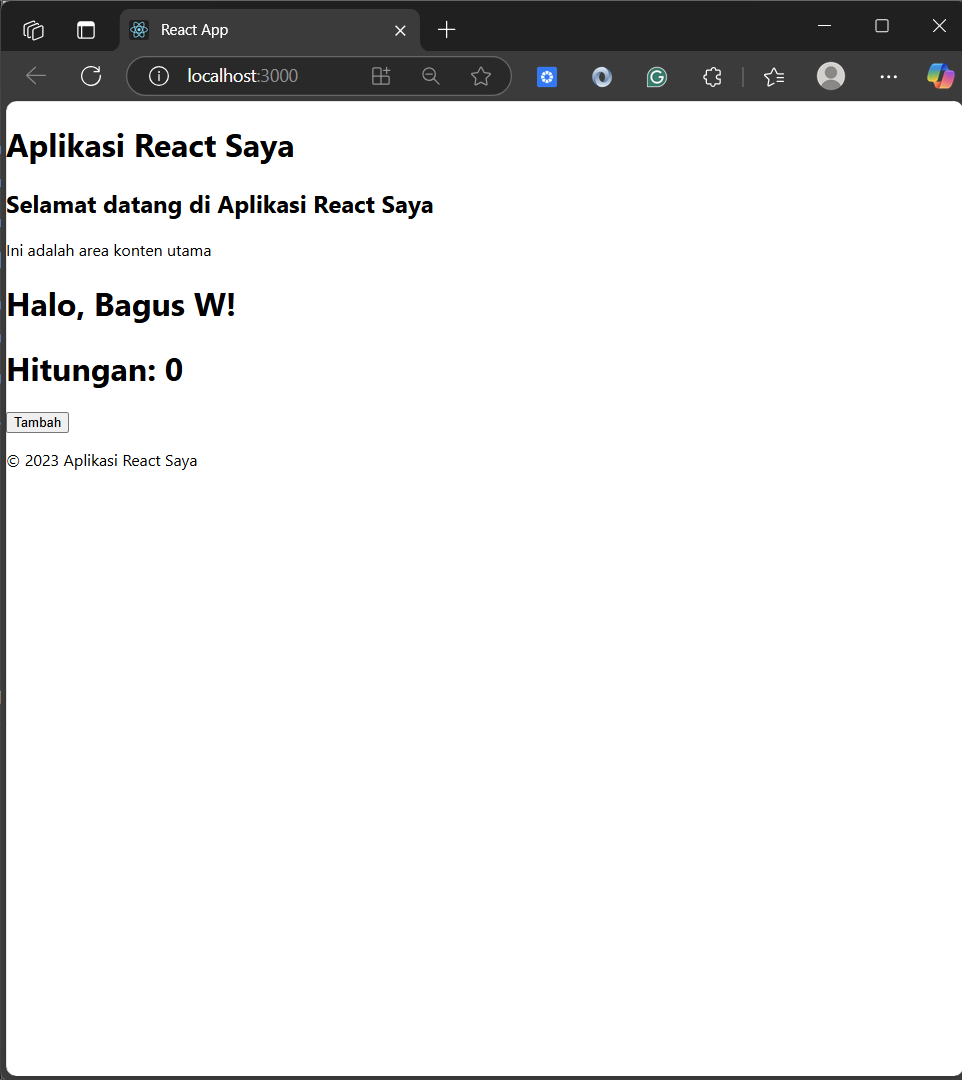 React App
localhost:3000
Aplikasi React Saya
Selamat datang di Aplikasi React Saya
Ini adalah area konten utama
Halo, Bagus W!
Hitungan: 0
Tambah
© 2023 Aplikasi React Saya